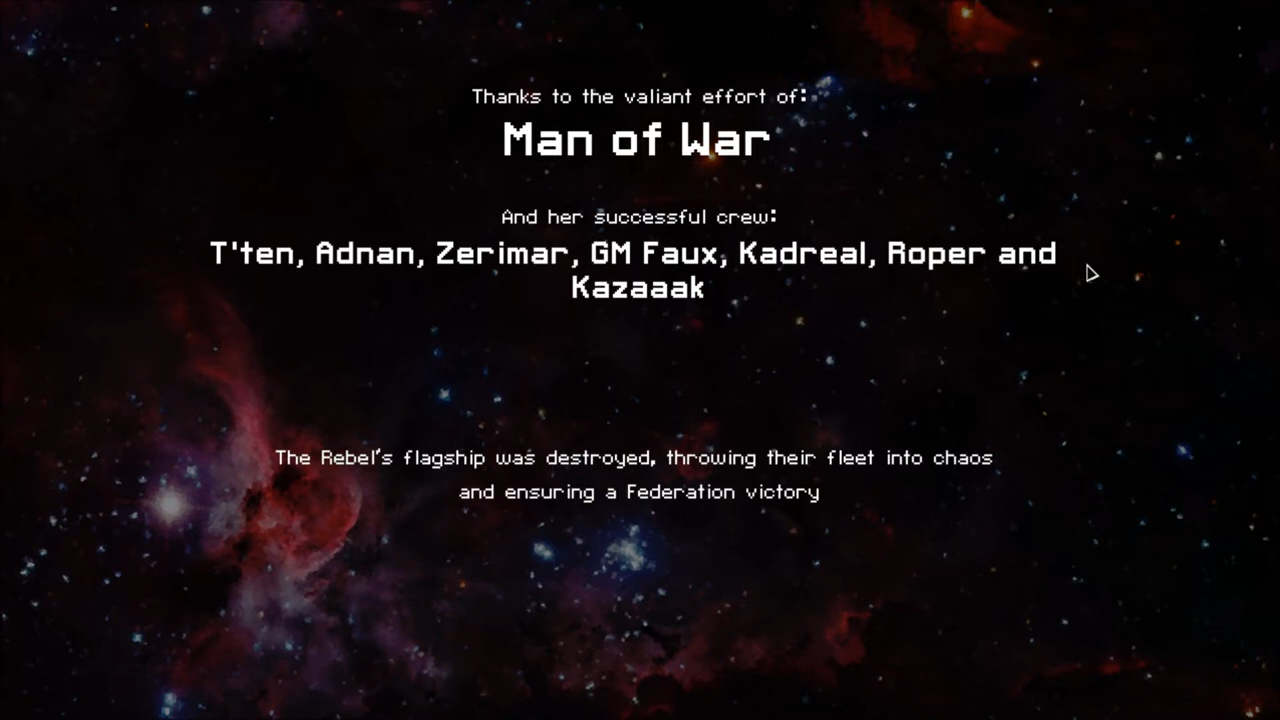 Thanks to the valiant effort of:
Man of War
And her successful crew:
T'ten, Adnan, Zerimar, GM Faux, Kadreal, Roper and
Kazaaak
The Rebel's flagship was destroyed, throwing their fleet into chaos
and ensuring a Federation victory